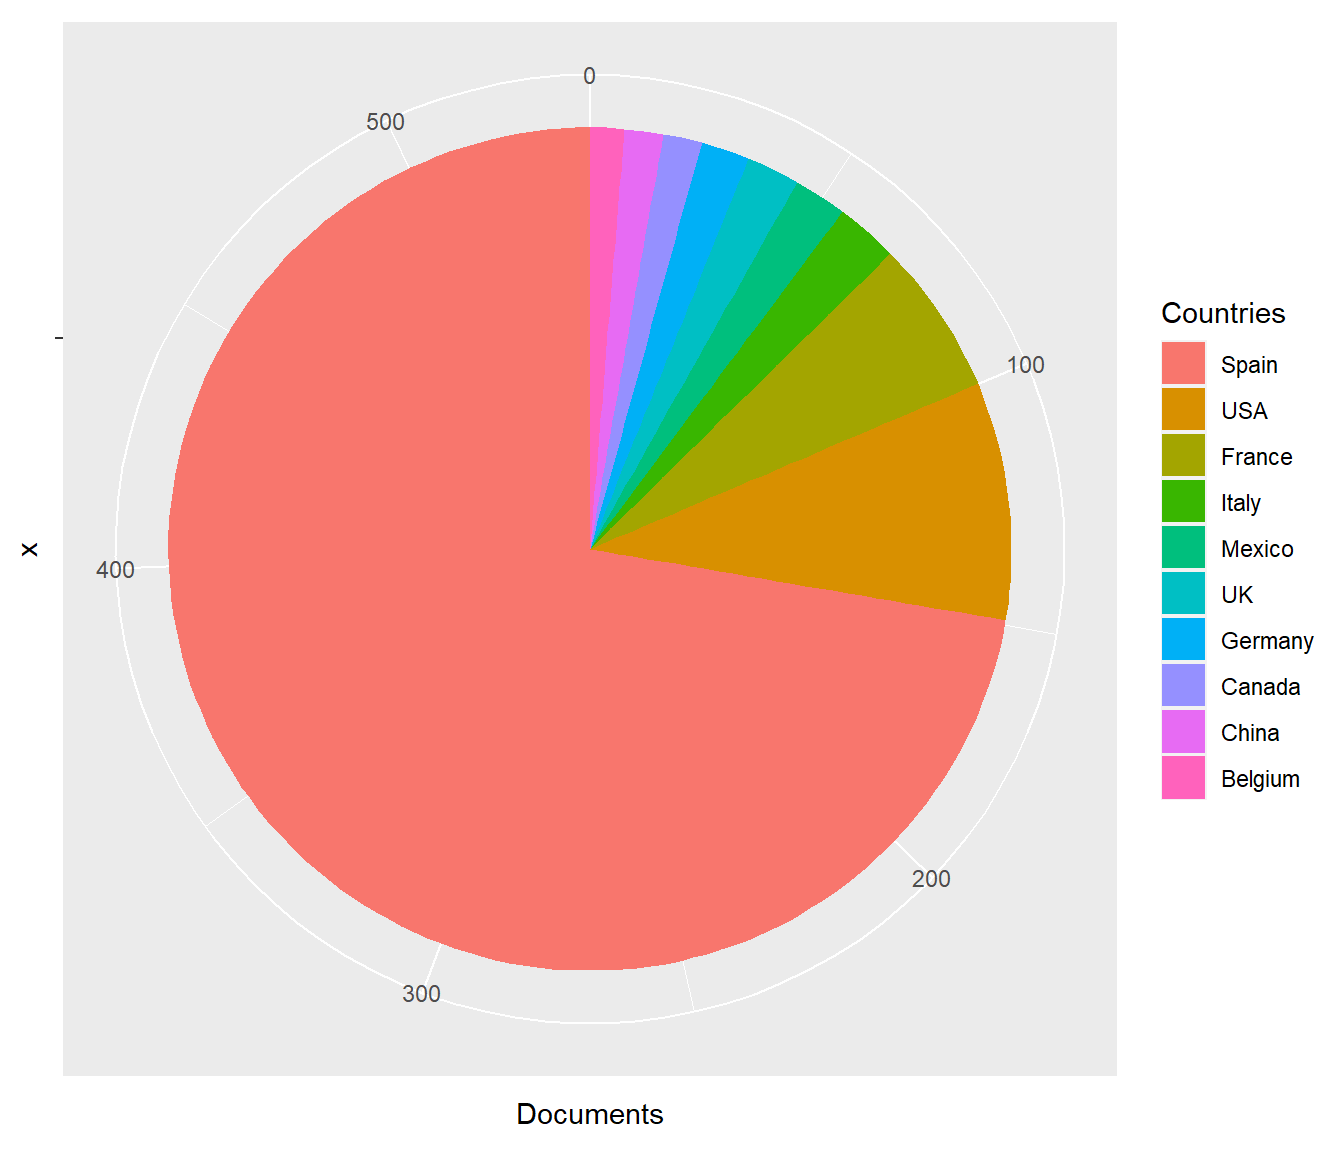 0
500
100
400
200
300
x
Documents
Countries
Spain
USA
France
Italy
Mexico
UK
Germany
Canada
China
Belgium